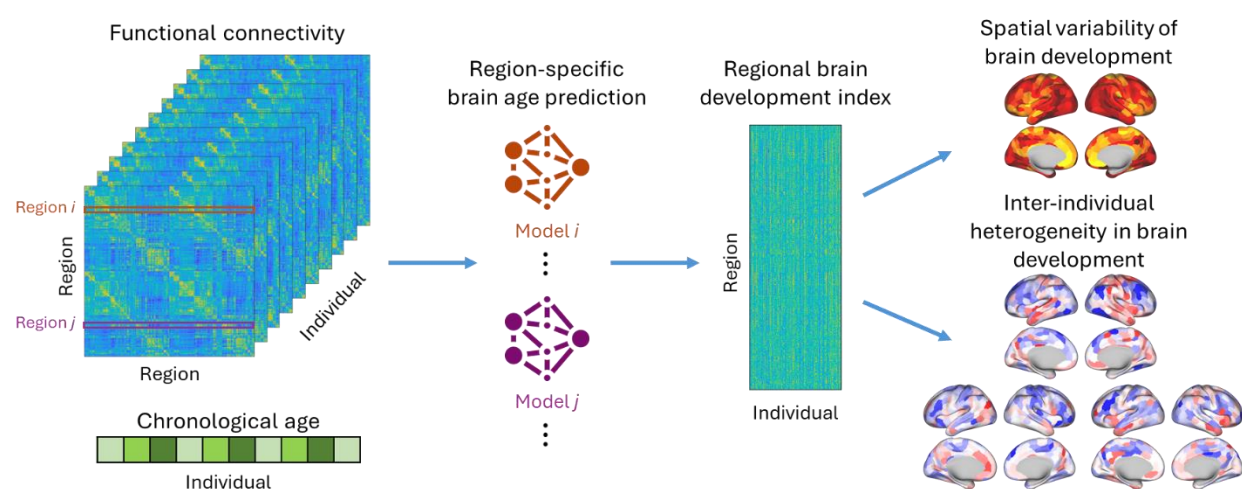 Functional connectivity
Region i
Region
Region j
Region
Individual
Chronological age
Individual
Region-specific
brain age prediction
Model i
⋮
Model j
⋮
Regional brain
development index
Region
Individual
Spatial variability of
brain development
Inter-individual
heterogeneity in brain
development